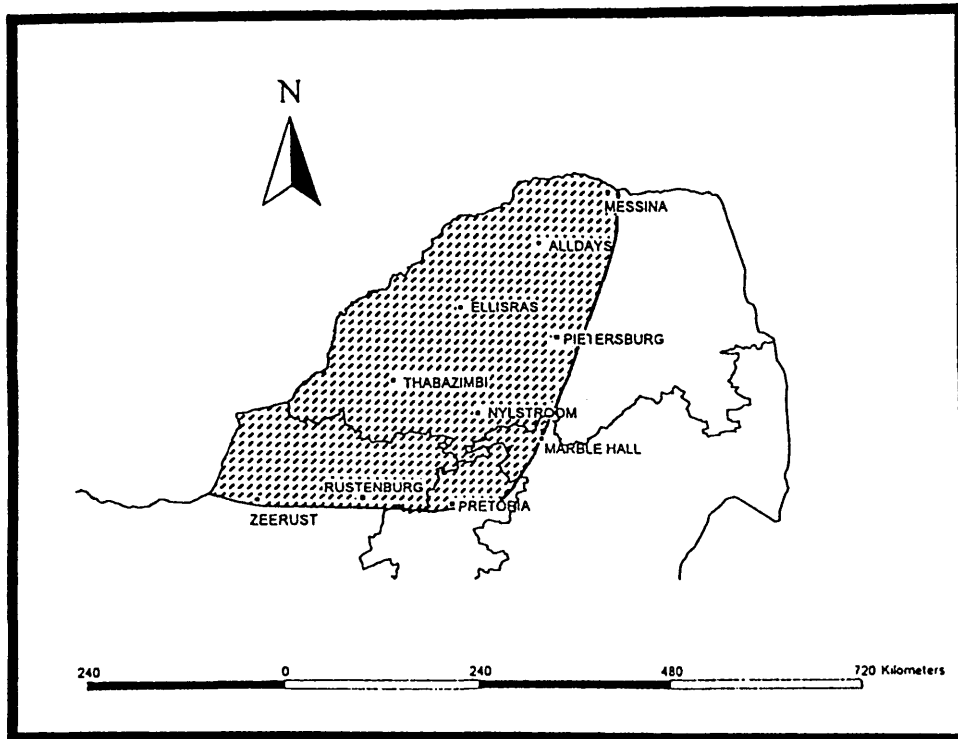 N
MESSINA
ALLDAYS
ELLISRAS
PIETERSBURG
THABAZIMBI
NYLSTROOM
MARBLE HALL
RUSTENBURG
PRETORIA
ZEERUST
240 0 240 480 720 Kilometers